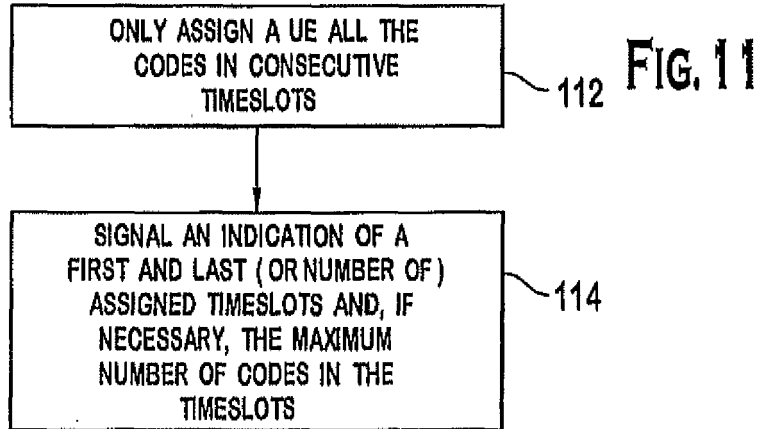 ONLY ASSIGN A UE ALL THE
CODES IN CONSECUTIVE
TIMESLOTS
112
FIG. 11
SIGNAL AN INDICATION OF A
FIRST AND LAST (OR NUMBER OF)
ASSIGNED TIMESLOTS AND, IF
NECESSARY, THE MAXIMUM
NUMBER OF CODES IN THE
TIMESLOTS
114